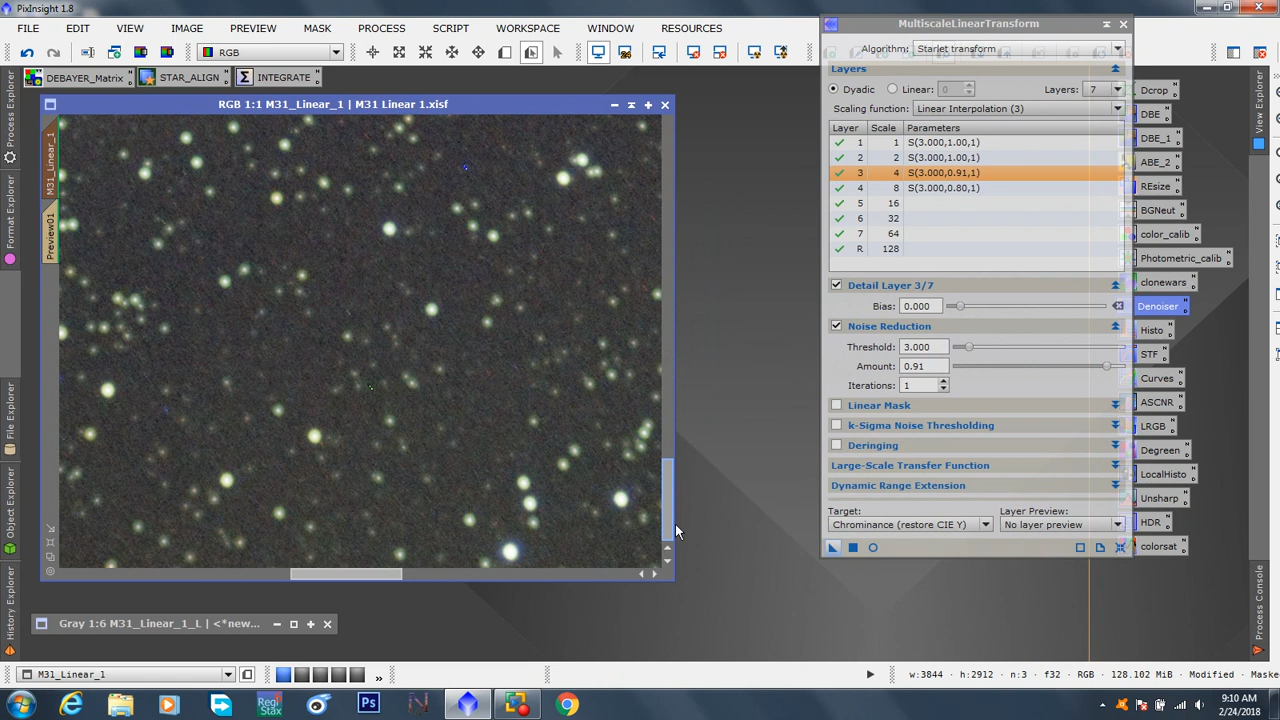 PixInsight 1.8
FILE EDIT VIEW PREVIEW MASK PROCESS SCRIPT WORKSPACE WINDOW RESOURCES
RGB
DEBAYER_Matrix STAR_ALIGN INTEGRATE
Process Explorer
Format Explorer
File Explorer
Object Explorer
History Explorer
RGB 1:1 M31_Linear_1 | M31 Linear 1.xisf
M31_Linear_1
Preview01
Gray 1:6 M31_Linear_1_L | <*new...
MultiscaleLinearTransform
Algorithm: Starlet transform
Layers
Dyadic Linear: 0 Layers: 7
Scaling function: Linear Interpolation (3)
Layer Scale Parameters
1 1 S(3.000,1.00,1)
2 2 S(3.000,1.00,1)
3 4 S(3.000,0.91,1)
4 8 S(3.000,0.80,1)
5 16
6 32
7 64
R 128
Detail Layer 3/7
Bias: 0.000
Noise Reduction
Threshold: 3.000
Amount: 0.91
Iterations: 1
Linear Mask
k-Sigma Noise Thresholding
Deringing
Large-Scale Transfer Function
Dynamic Range Extension
Target: Layer Preview:
Chrominance (restore CIE Y) No layer preview
Dcrop
DBE
DBE_1
ABE_2
REsize
BGNeut
color_calib
Photometric_calib
clonewars
Denoiser
Histo
STF
Curves
ASCNR
LRGB
Degreen
LocalHisto
Unsharp
HDR
colorsat
View Explorer
Process Console
M31_Linear_1
w:3844 · h:2912 · n:3 · f32 · RGB · 128.102 MiB · Modified · Maske
Regi
Stax
Ps
9:10 AM
2/24/2018